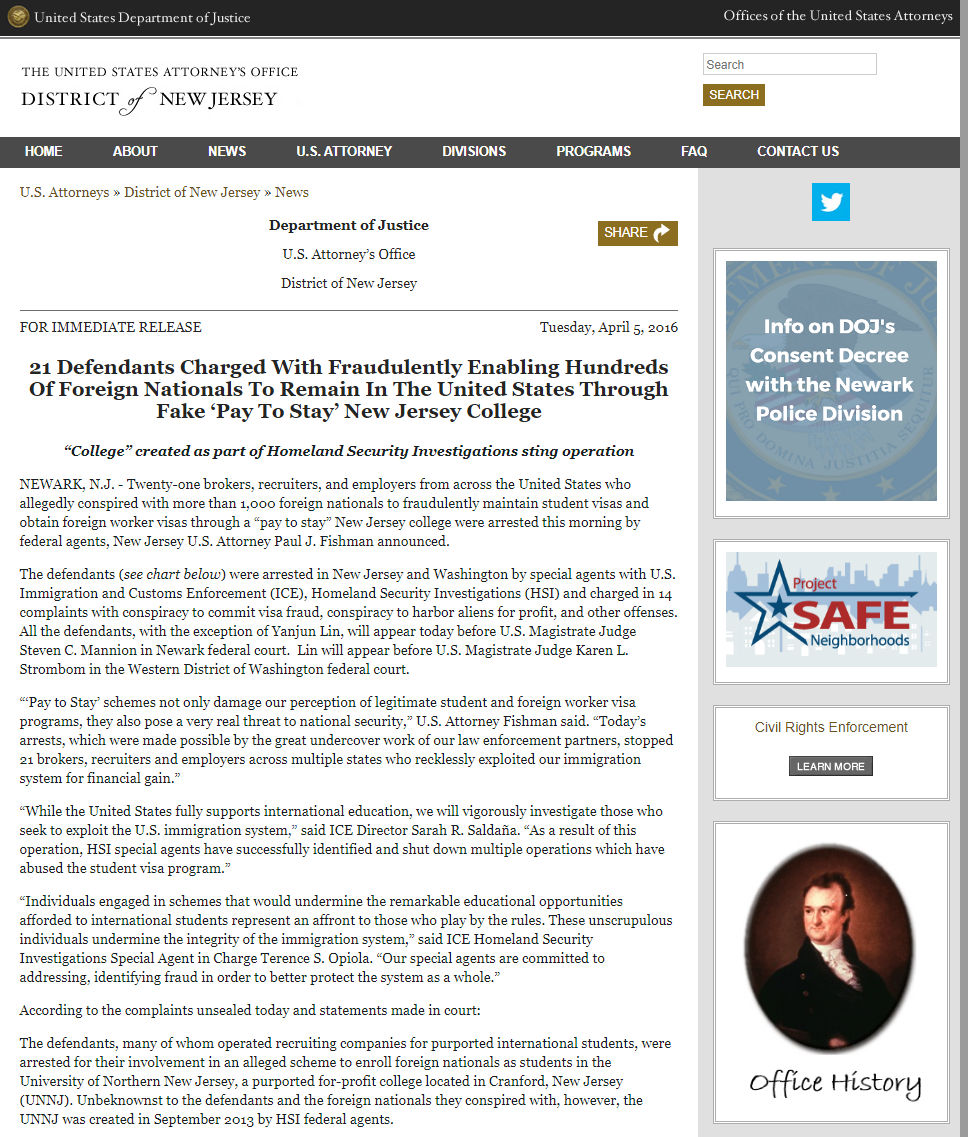 United States Department of Justice
Offices of the United States Attorneys
THE UNITED STATES ATTORNEY'S OFFICE
DISTRICT of NEW JERSEY
Search
SEARCH
HOME ABOUT NEWS U.S. ATTORNEY DIVISIONS PROGRAMS FAQ CONTACT US
U.S. Attorneys » District of New Jersey » News
Department of Justice
SHARE
U.S. Attorney’s Office
District of New Jersey
FOR IMMEDIATE RELEASE
Tuesday, April 5, 2016
21 Defendants Charged With Fraudulently Enabling Hundreds
Of Foreign Nationals To Remain In The United States Through
Fake ‘Pay To Stay’ New Jersey College
“College” created as part of Homeland Security Investigations sting operation
NEWARK, N.J. - Twenty-one brokers, recruiters, and employers from across the United States who
allegedly conspired with more than 1,000 foreign nationals to fraudulently maintain student visas and
obtain foreign worker visas through a “pay to stay” New Jersey college were arrested this morning by
federal agents, New Jersey U.S. Attorney Paul J. Fishman announced.
The defendants (see chart below) were arrested in New Jersey and Washington by special agents with U.S.
Immigration and Customs Enforcement (ICE), Homeland Security Investigations (HSI) and charged in 14
complaints with conspiracy to commit visa fraud, conspiracy to harbor aliens for profit, and other offenses.
All the defendants, with the exception of Yanjun Lin, will appear today before U.S. Magistrate Judge
Steven C. Mannion in Newark federal court.  Lin will appear before U.S. Magistrate Judge Karen L.
Strombom in the Western District of Washington federal court.
“‘Pay to Stay’ schemes not only damage our perception of legitimate student and foreign worker visa
programs, they also pose a very real threat to national security,” U.S. Attorney Fishman said. “Today’s
arrests, which were made possible by the great undercover work of our law enforcement partners, stopped
21 brokers, recruiters and employers across multiple states who recklessly exploited our immigration
system for financial gain.”
“While the United States fully supports international education, we will vigorously investigate those who
seek to exploit the U.S. immigration system,” said ICE Director Sarah R. Saldaña. “As a result of this
operation, HSI special agents have successfully identified and shut down multiple operations which have
abused the student visa program.”
“Individuals engaged in schemes that would undermine the remarkable educational opportunities
afforded to international students represent an affront to those who play by the rules. These unscrupulous
individuals undermine the integrity of the immigration system,” said ICE Homeland Security
Investigations Special Agent in Charge Terence S. Opiola. “Our special agents are committed to
addressing, identifying fraud in order to better protect the system as a whole.”
According to the complaints unsealed today and statements made in court:
The defendants, many of whom operated recruiting companies for purported international students, were
arrested for their involvement in an alleged scheme to enroll foreign nationals as students in the
University of Northern New Jersey, a purported for-profit college located in Cranford, New Jersey
(UNNJ). Unbeknownst to the defendants and the foreign nationals they conspired with, however, the
UNNJ was created in September 2013 by HSI federal agents.
Info on DOJ's
Consent Decree
with the Newark
Police Division
Project
SAFE
Neighborhoods
Civil Rights Enforcement
LEARN MORE
Office History